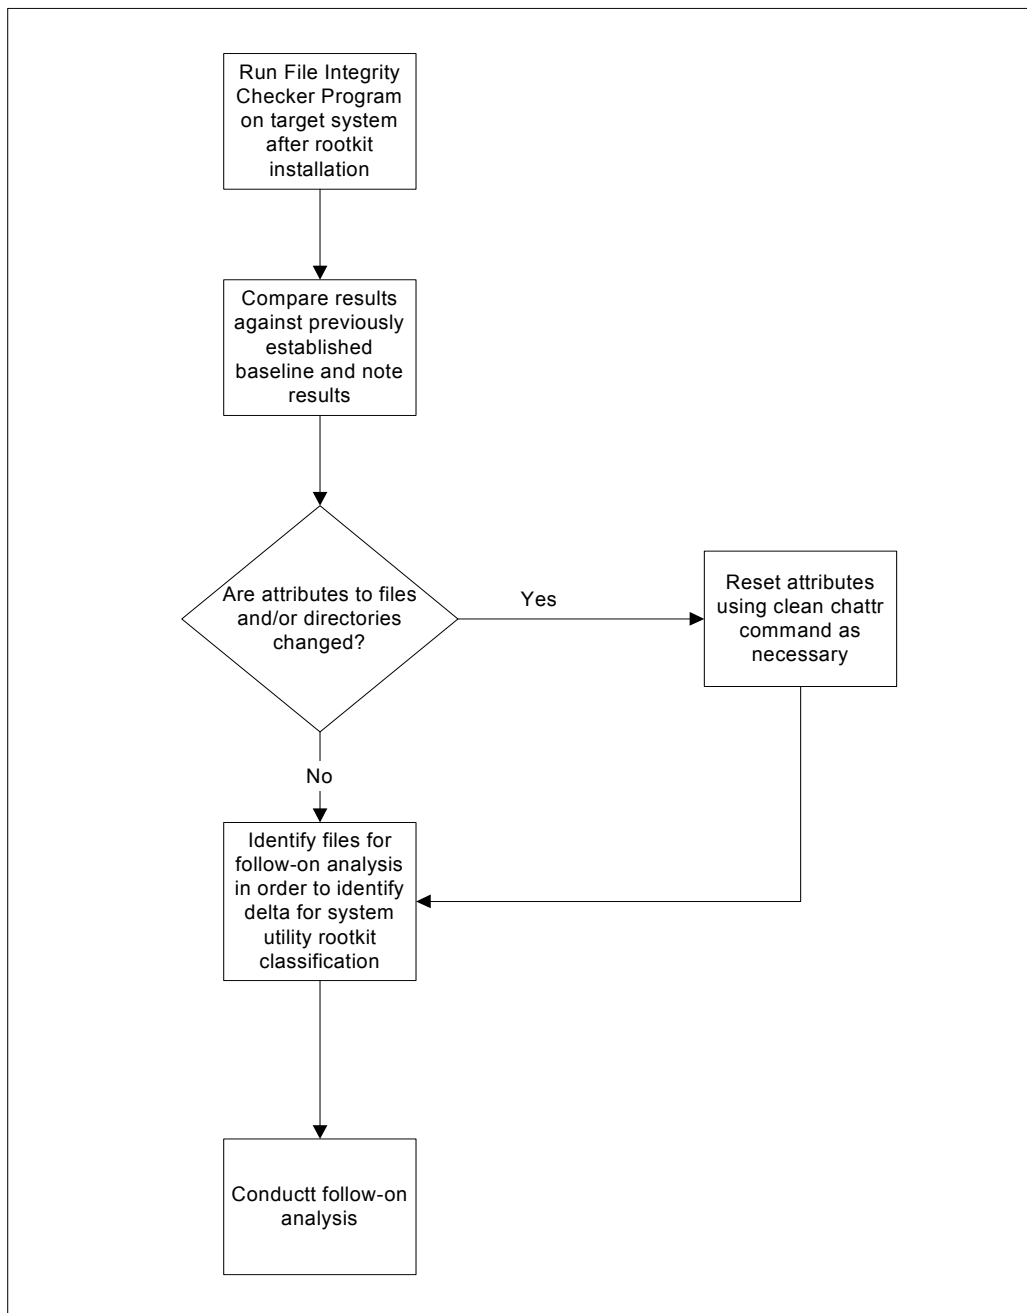 Run File Integrity
Checker Program
on target system
after rootkit
installation
Compare results
against previously
established
baseline and note
results
Are attributes to files
and/or directories
changed?
Yes
Reset attributes
using clean chattr
command as
necessary
No
Identify files for
follow-on analysis
in order to identify
delta for system
utility rootkit
classification
Conductt follow-on
analysis